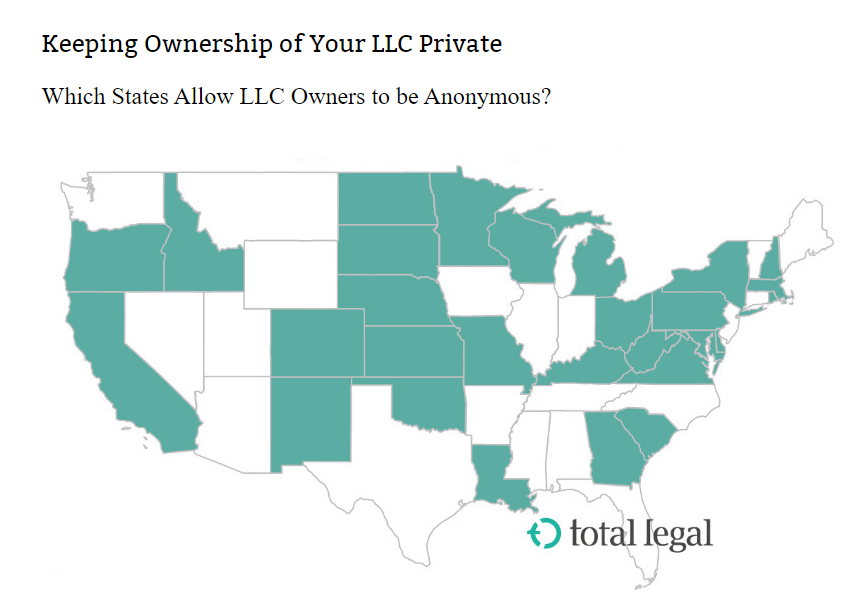 Keeping Ownership of Your LLC Private
Which States Allow LLC Owners to be Anonymous?
total legal